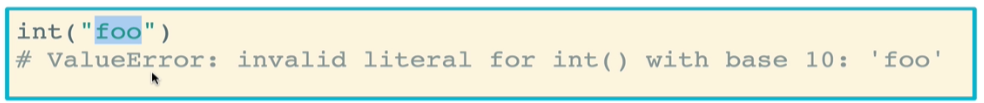 int("foo")
# ValueError: invalid literal for int() with base 10: 'foo'